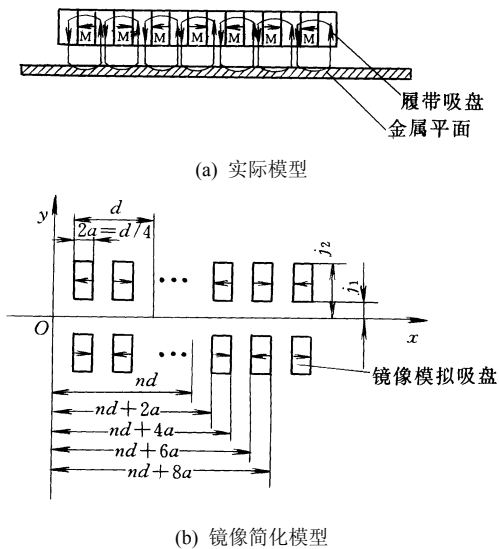 M M M M M M M
履带吸盘
金属平面
(a) 实际模型
y
d
2a=d/4
j2
j1
O
x
镜像模拟吸盘
nd
nd+2a
nd+4a
nd+6a
nd+8a
(b) 镜像简化模型